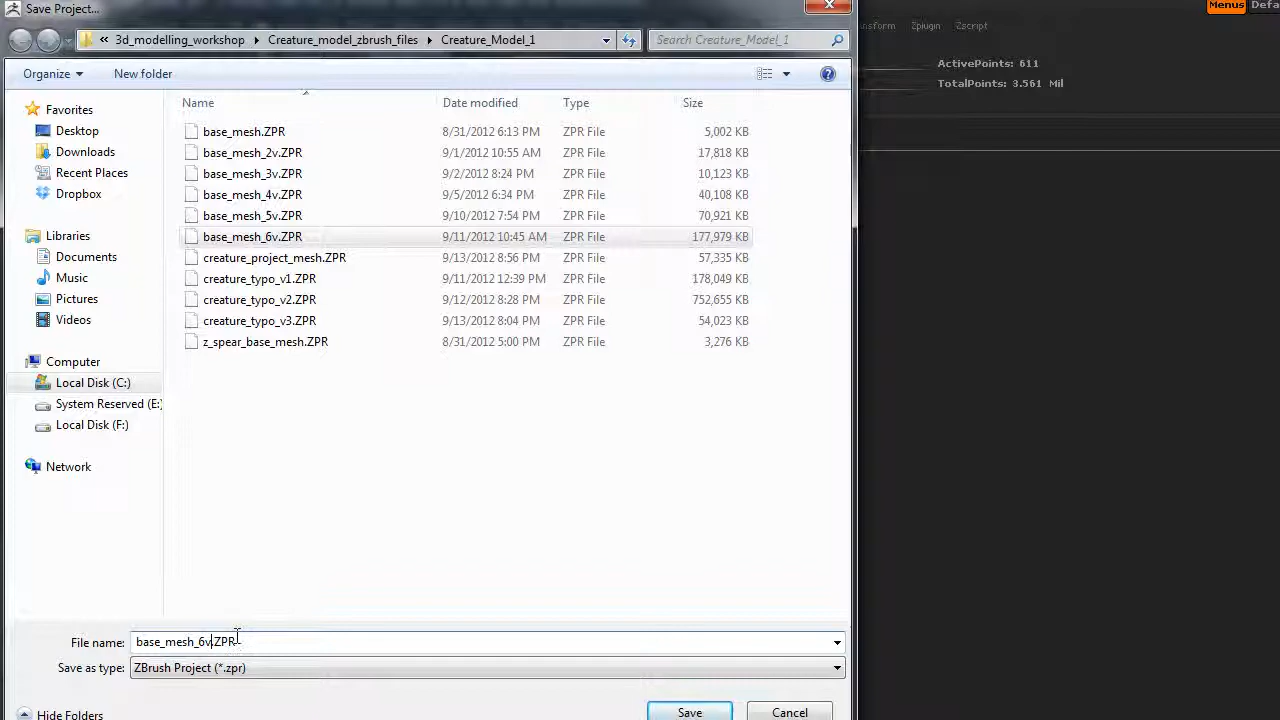 Save Project...
Menus Defa
« 3d_modelling_workshop Creature_model_zbrush_files Creature_Model_1 Search Creature_Model_1
nsform Zplugin Zscript
Organize New folder
ActivePoints: 611
TotalPoints: 3.561 Mil
Name Date modified Type Size
Favorites
Desktop
Downloads
Recent Places
Dropbox
Libraries
Documents
Music
Pictures
Videos
Computer
Local Disk (C:)
System Reserved (E:
Local Disk (F:)
Network
base_mesh.ZPR 8/31/2012 6:13 PM ZPR File 5,002 KB
base_mesh_2v.ZPR 9/1/2012 10:55 AM ZPR File 17,818 KB
base_mesh_3v.ZPR 9/2/2012 8:24 PM ZPR File 10,123 KB
base_mesh_4v.ZPR 9/5/2012 6:34 PM ZPR File 40,108 KB
base_mesh_5v.ZPR 9/10/2012 7:54 PM ZPR File 70,921 KB
base_mesh_6v.ZPR 9/11/2012 10:45 AM ZPR File 177,979 KB
creature_project_mesh.ZPR 9/13/2012 8:56 PM ZPR File 57,335 KB
creature_typo_v1.ZPR 9/11/2012 12:39 PM ZPR File 178,049 KB
creature_typo_v2.ZPR 9/12/2012 8:28 PM ZPR File 752,655 KB
creature_typo_v3.ZPR 9/13/2012 8:04 PM ZPR File 54,023 KB
z_spear_base_mesh.ZPR 8/31/2012 5:00 PM ZPR File 3,276 KB
File name: base_mesh_6v.ZPR
Save as type: ZBrush Project (*.zpr)
Hide Folders Save Cancel